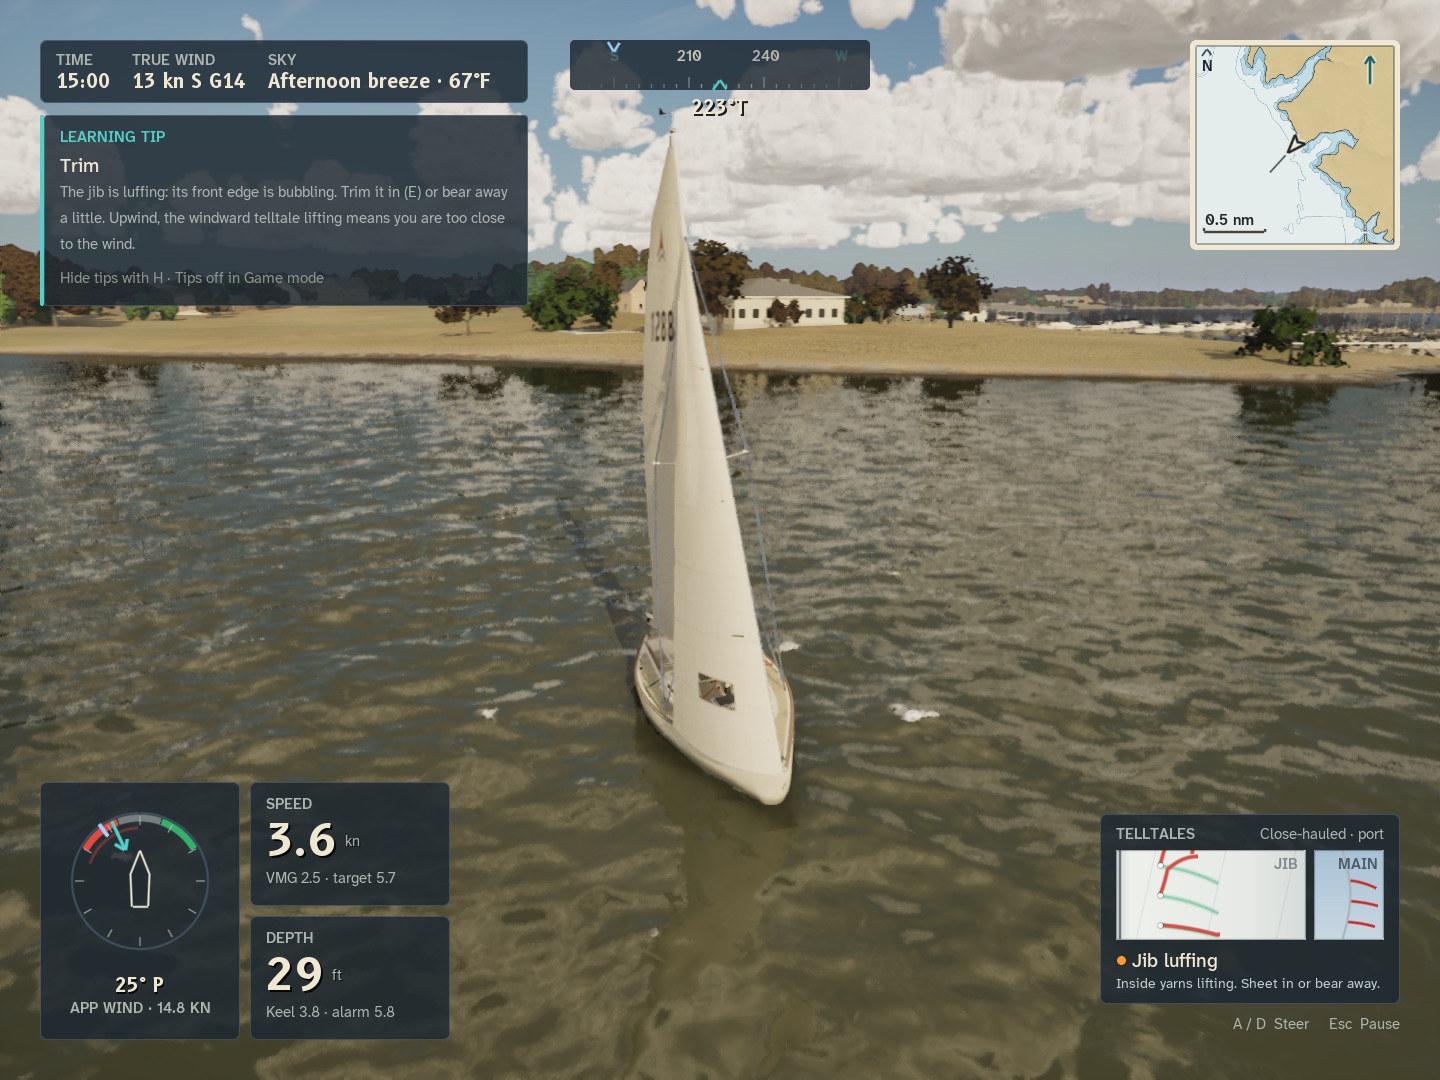 TIME TRUE WIND SKY
15:00 13 kn S G14 Afternoon breeze · 67°F
LEARNING TIP
Trim
The jib is luffing: its front edge is bubbling. Trim it in (E) or bear away
a little. Upwind, the windward telltale lifting means you are too close
to the wind.
Hide tips with H · Tips off in Game mode
S 210 240 W
223°T
N
0.5 nm
1288
25° P
APP WIND · 14.8 KN
SPEED
3.6 kn
VMG 2.5 · target 5.7
DEPTH
29 ft
Keel 3.8 · alarm 5.8
TELLTALES Close-hauled · port
JIB MAIN
Jib luffing
Inside yarns lifting. Sheet in or bear away.
A / D Steer Esc Pause